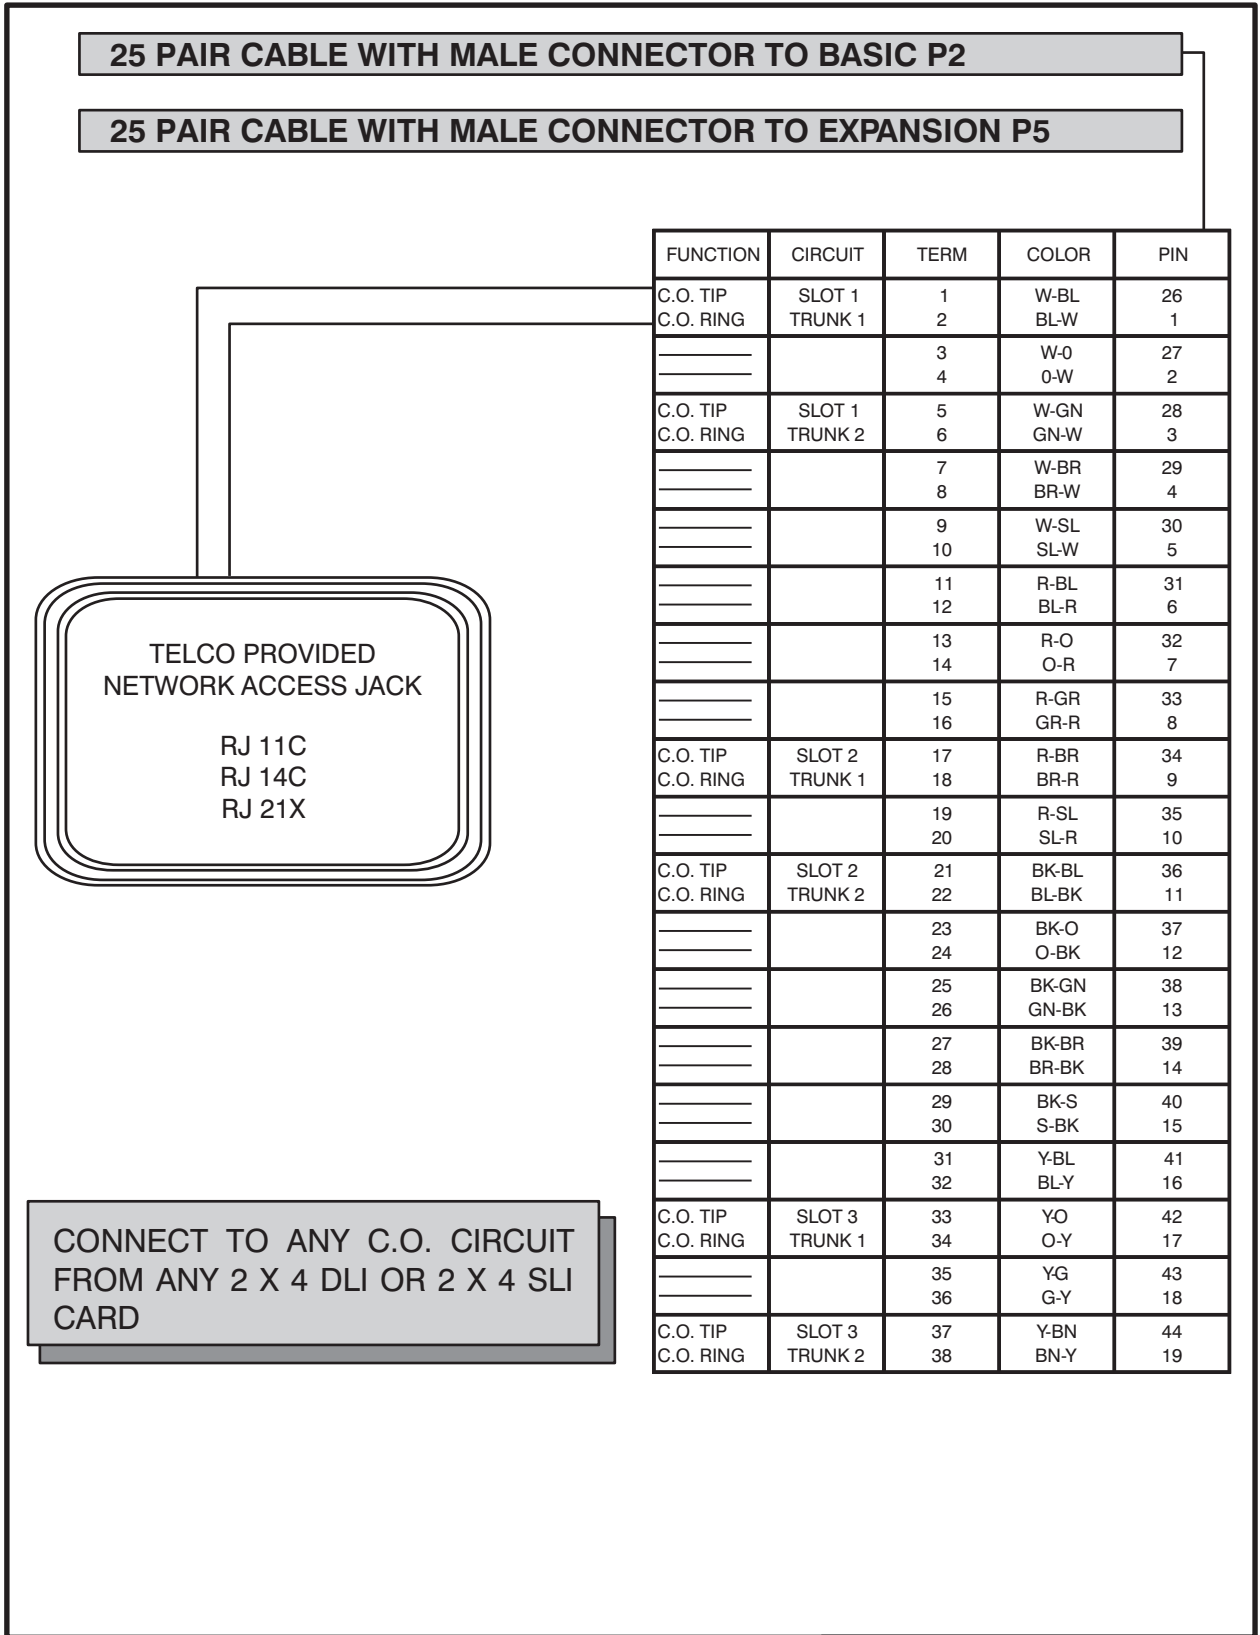 25 PAIR CABLE WITH MALE CONNECTOR TO BASIC P2
25 PAIR CABLE WITH MALE CONNECTOR TO EXPANSION P5
FUNCTION CIRCUIT TERM COLOR PIN
C.O. TIP SLOT 1 1 W-BL 26
C.O. RING TRUNK 1 2 BL-W 1
3 W-0 27
4 0-W 2
C.O. TIP SLOT 1 5 W-GN 28
C.O. RING TRUNK 2 6 GN-W 3
7 W-BR 29
8 BR-W 4
9 W-SL 30
10 SL-W 5
11 R-BL 31
12 BL-R 6
13 R-O 32
14 O-R 7
15 R-GR 33
16 GR-R 8
C.O. TIP SLOT 2 17 R-BR 34
C.O. RING TRUNK 1 18 BR-R 9
19 R-SL 35
20 SL-R 10
C.O. TIP SLOT 2 21 BK-BL 36
C.O. RING TRUNK 2 22 BL-BK 11
23 BK-O 37
24 O-BK 12
25 BK-GN 38
26 GN-BK 13
27 BK-BR 39
28 BR-BK 14
29 BK-S 40
30 S-BK 15
31 Y-BL 41
32 BL-Y 16
C.O. TIP SLOT 3 33 Y-O 42
C.O. RING TRUNK 1 34 O-Y 17
35 Y-G 43
36 G-Y 18
C.O. TIP SLOT 3 37 Y-BN 44
C.O. RING TRUNK 2 38 BN-Y 19
TELCO PROVIDED
NETWORK ACCESS JACK
RJ 11C
RJ 14C
RJ 21X
CONNECT TO ANY C.O. CIRCUIT
FROM ANY 2 X 4 DLI OR 2 X 4 SLI
CARD